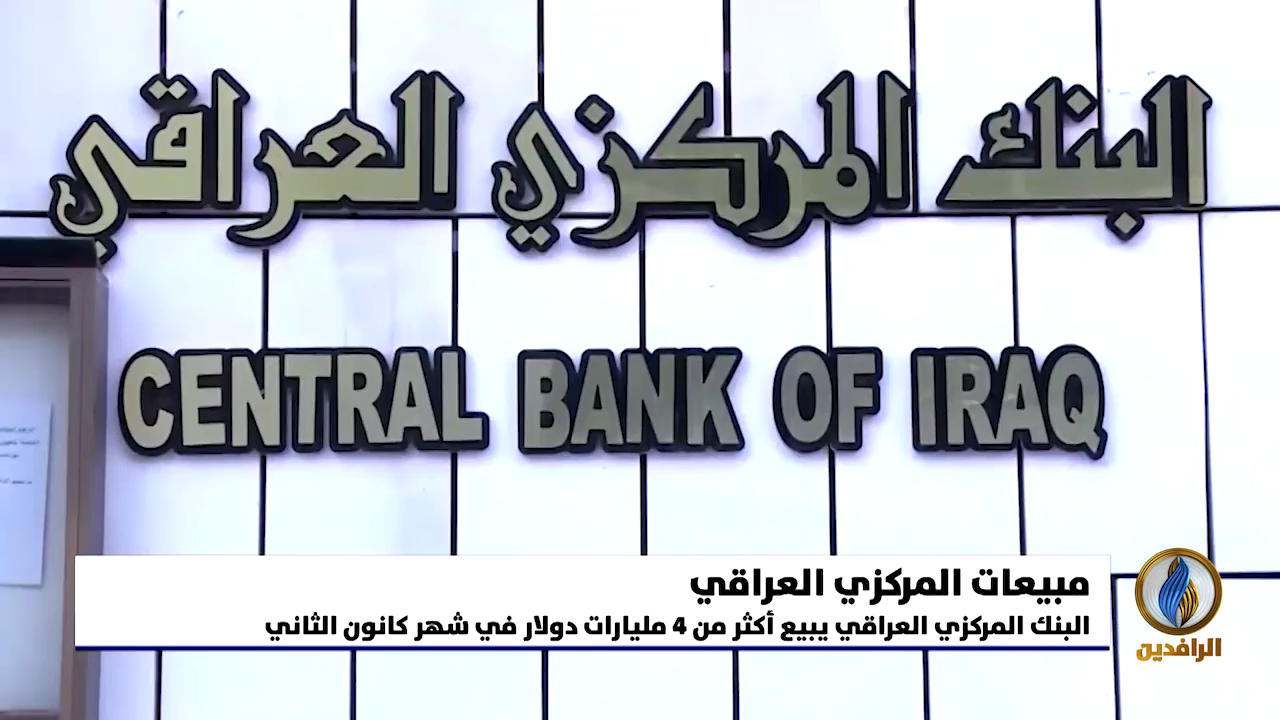 البنك المركزي العراقي
CENTRAL BANK OF IRAQ
مبيعات المركزي العراقي
البنك المركزي العراقي يبيع أكثر من 4 مليارات دولار في شهر كانون الثاني
الرافدين